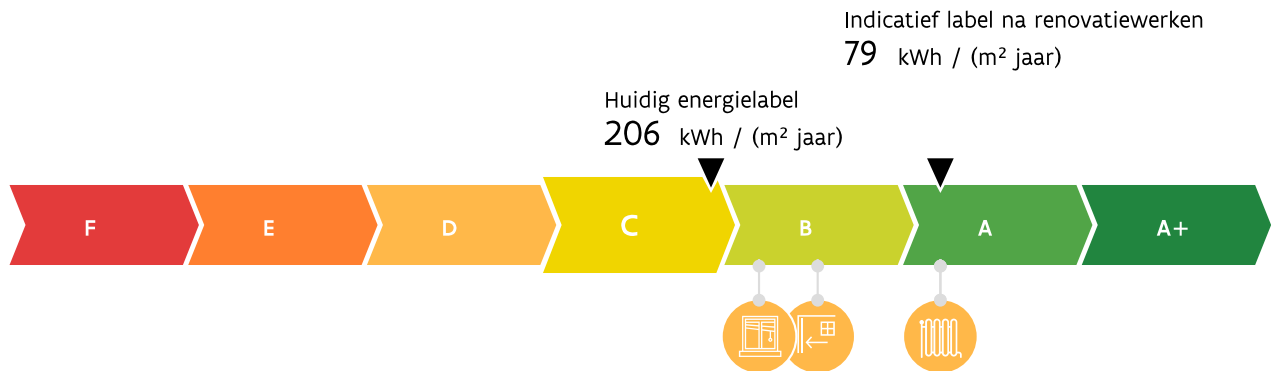 Indicatief label na renovatiewerken
79 kWh / (m² jaar)
Huidig energielabel
206 kWh / (m² jaar)
F E D C B A A+